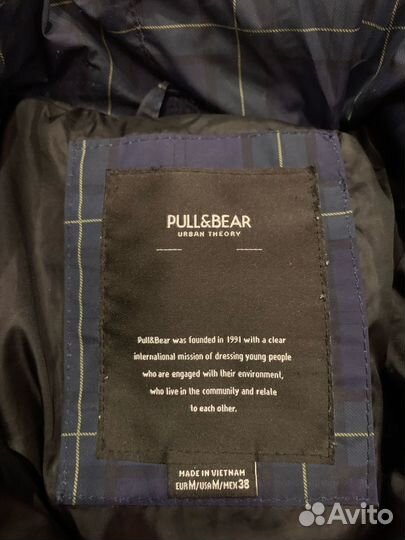 PULL&BEAR
URBAN THEORY
Pull&Bear was founded in 1991 with a clear
international mission of dressing young people
who are engaged with their environment,
who live in the community and relate
to each other.
MADE IN VIETNAM
EUR M/USA M/MEX 38
Avito